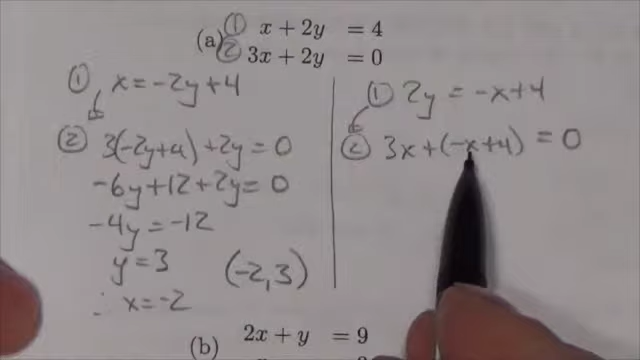 (a) ① x + 2y = 4
② 3x + 2y = 0
① x = -2y+4
② 3(-2y+4) + 2y = 0
-6y+12+2y=0
-4y = -12
y = 3 (-2,3)
∴ x = -2
① 2y = -x+4
② 3x+(-x+4) = 0
(b) 2x + y = 9